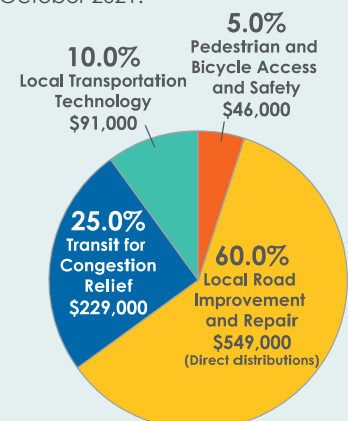 October 2021.
5.0%
Pedestrian and
Bicycle Access
and Safety
$46,000
10.0%
Local Transportation
Technology
$91,000
25.0%
Transit for
Congestion
Relief
$229,000
60.0%
Local Road
Improvement
and Repair
$549,000
(Direct distributions)